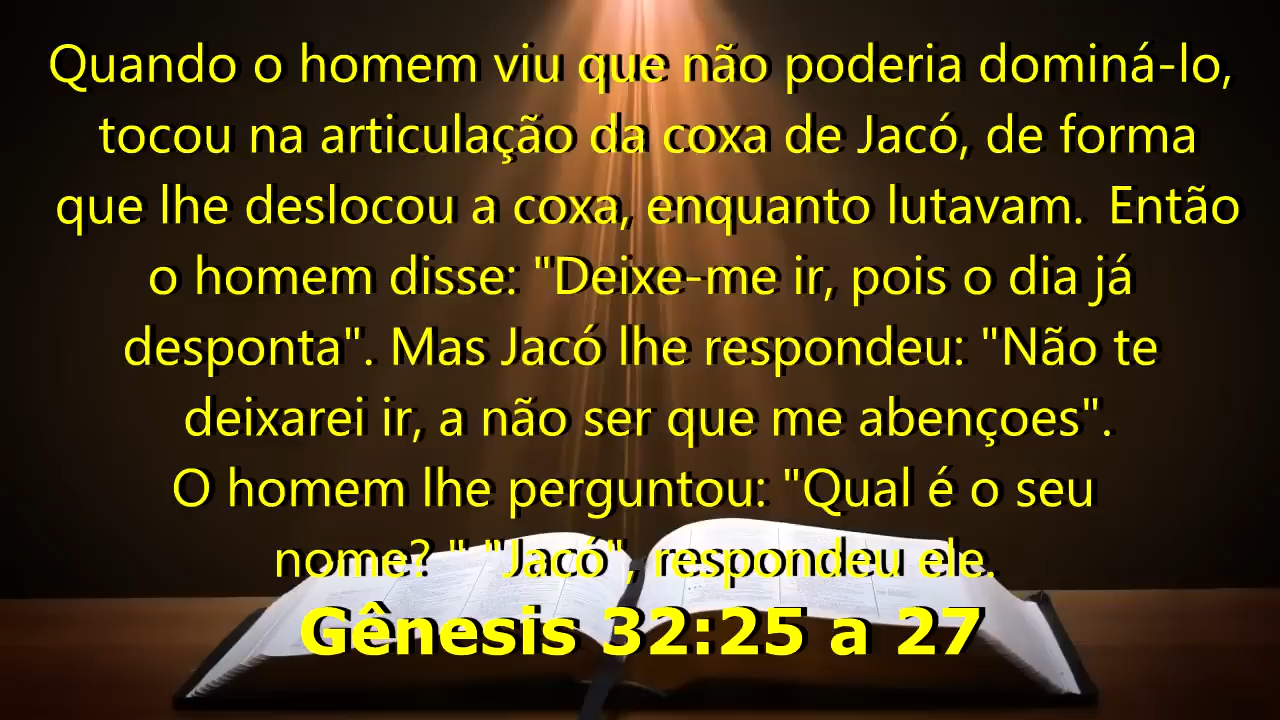 Quando o homem viu que não poderia dominá-lo,
tocou na articulação da coxa de Jacó, de forma
que lhe deslocou a coxa, enquanto lutavam. Então
o homem disse: "Deixe-me ir, pois o dia já
desponta". Mas Jacó lhe respondeu: "Não te
deixarei ir, a não ser que me abençoes".
O homem lhe perguntou: "Qual é o seu
nome? " "Jacó", respondeu ele.
Gênesis 32:25 a 27